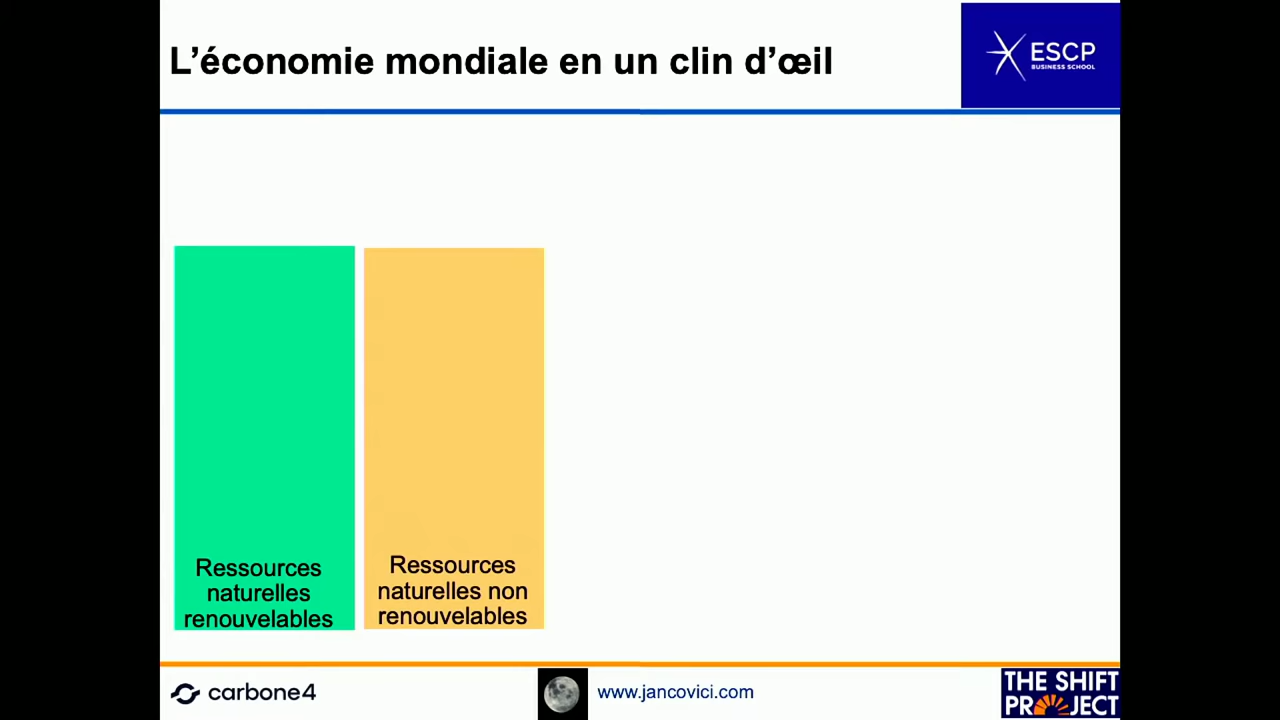 L’économie mondiale en un clin d’œil
ESCP
BUSINESS SCHOOL
Ressources
naturelles
renouvelables
Ressources
naturelles non
renouvelables
carbone4
www.jancovici.com
THE SHIFT
PROJECT